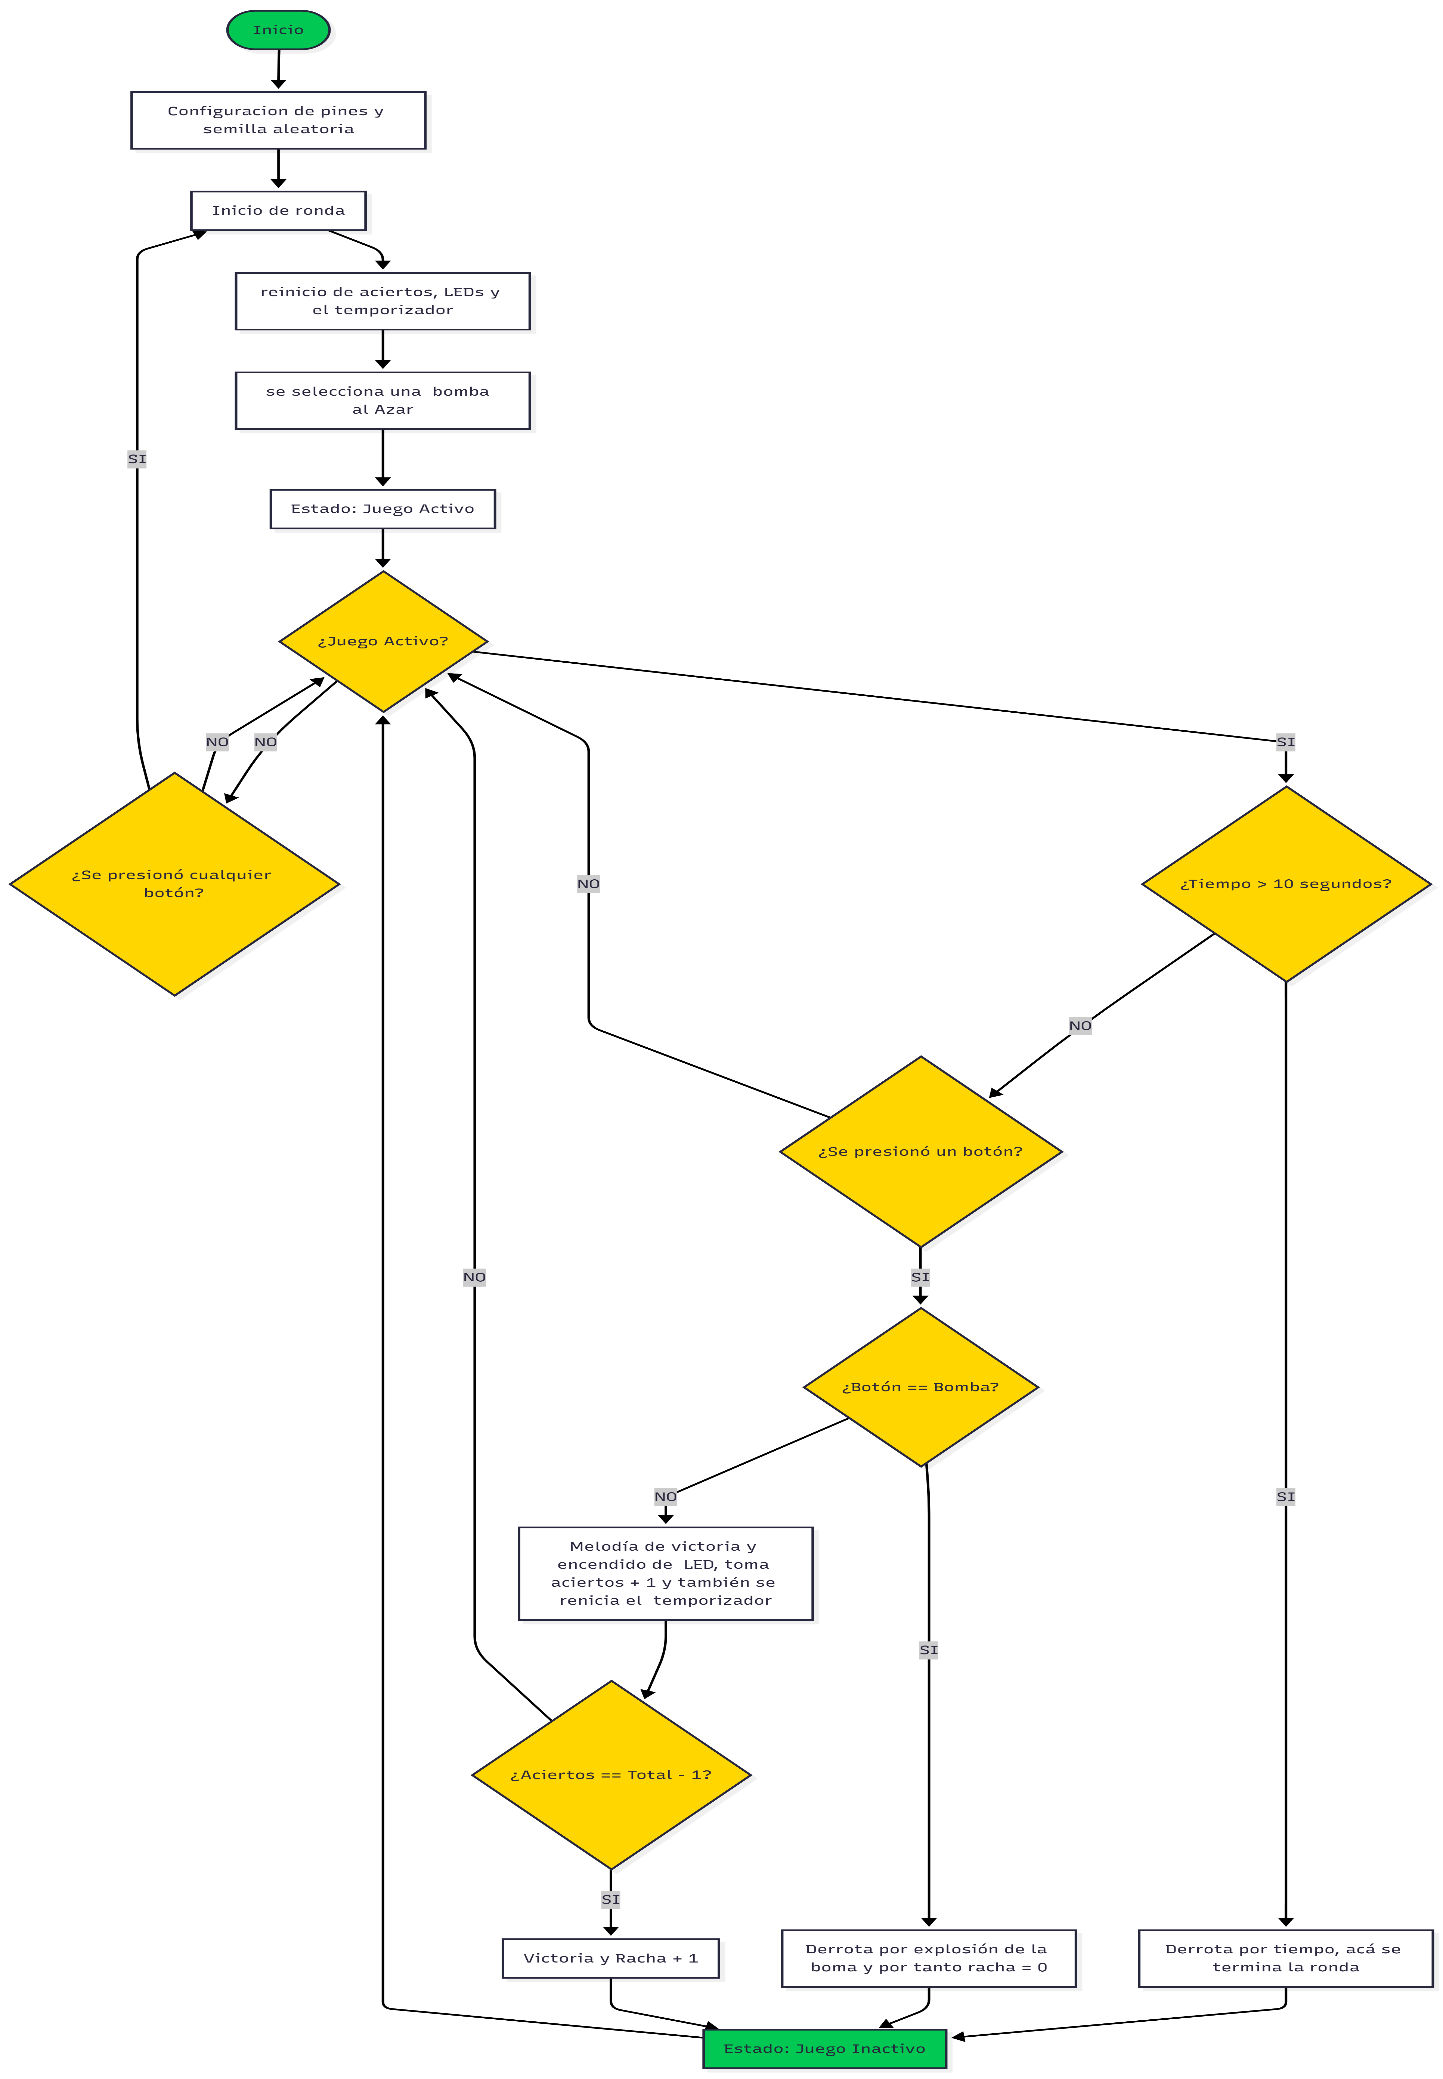 Inicio
Configuracion de pines y
semilla aleatoria
Inicio de ronda
reinicio de aciertos, LEDs y
el temporizador
se selecciona una  bomba
al Azar
SI
Estado: Juego Activo
¿Juego Activo?
NO
NO
SI
¿Se presionó cualquier
botón?
NO
¿Tiempo > 10 segundos?
NO
¿Se presionó un botón?
NO
SI
¿Botón == Bomba?
NO
SI
Melodía de victoria y
encendido de  LED, toma
aciertos + 1 y también se
renicia el  temporizador
SI
¿Aciertos == Total - 1?
SI
Victoria y Racha + 1
Derrota por explosión de la
boma y por tanto racha = 0
Derrota por tiempo, acá se
termina la ronda
Estado: Juego Inactivo